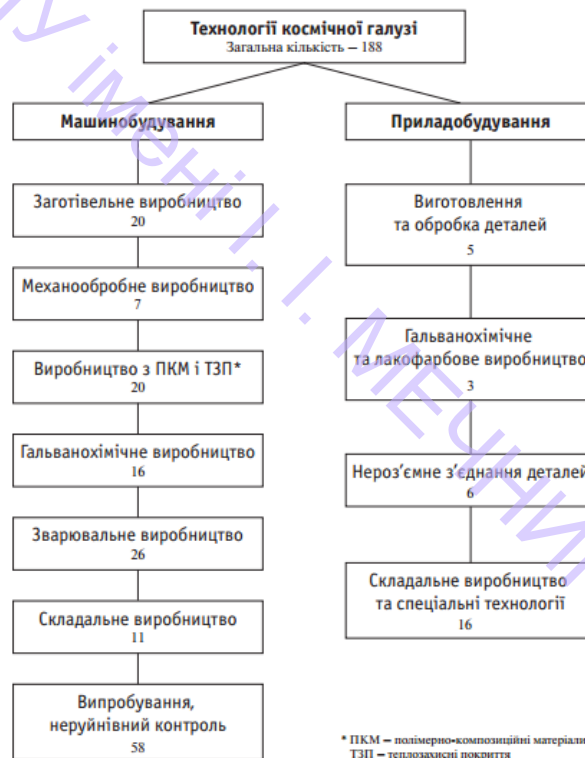 Технології космічної галузі
Загальна кількість – 188
Машинобудування
Заготівельне виробництво
20
Механообробне виробництво
7
Виробництво з ПКМ і ТЗП*
20
Гальванохімічне виробництво
16
Зварювальне виробництво
26
Складальне виробництво
11
Випробування,
неруйнівний контроль
58
Приладобудування
Виготовлення
та обробка деталей
5
Гальванохімічне
та лакофарбове виробництво
3
Нероз’ємне з’єднання деталей
6
Складальне виробництво
та спеціальні технології
16
* ПКМ – полімерно-композиційні матеріали
ТЗП – теплозахисні покриття
імені І. І. МЕЧНИ